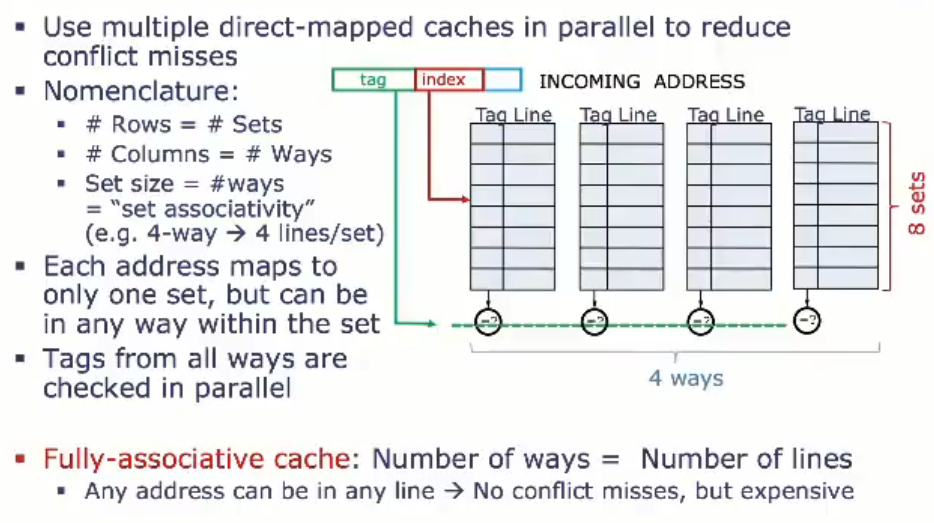 ▪ Use multiple direct-mapped caches in parallel to reduce
conflict misses
▪ Nomenclature:
▪ # Rows = # Sets
▪ # Columns = # Ways
▪ Set size = #ways
= “set associativity”
(e.g. 4-way → 4 lines/set)
▪ Each address maps to
only one set, but can be
in any way within the set
▪ Tags from all ways are
checked in parallel
tag index INCOMING ADDRESS
Tag Line Tag Line Tag Line Tag Line
8 sets
=? =? =? =?
4 ways
▪ Fully-associative cache: Number of ways = Number of lines
▪ Any address can be in any line → No conflict misses, but expensive